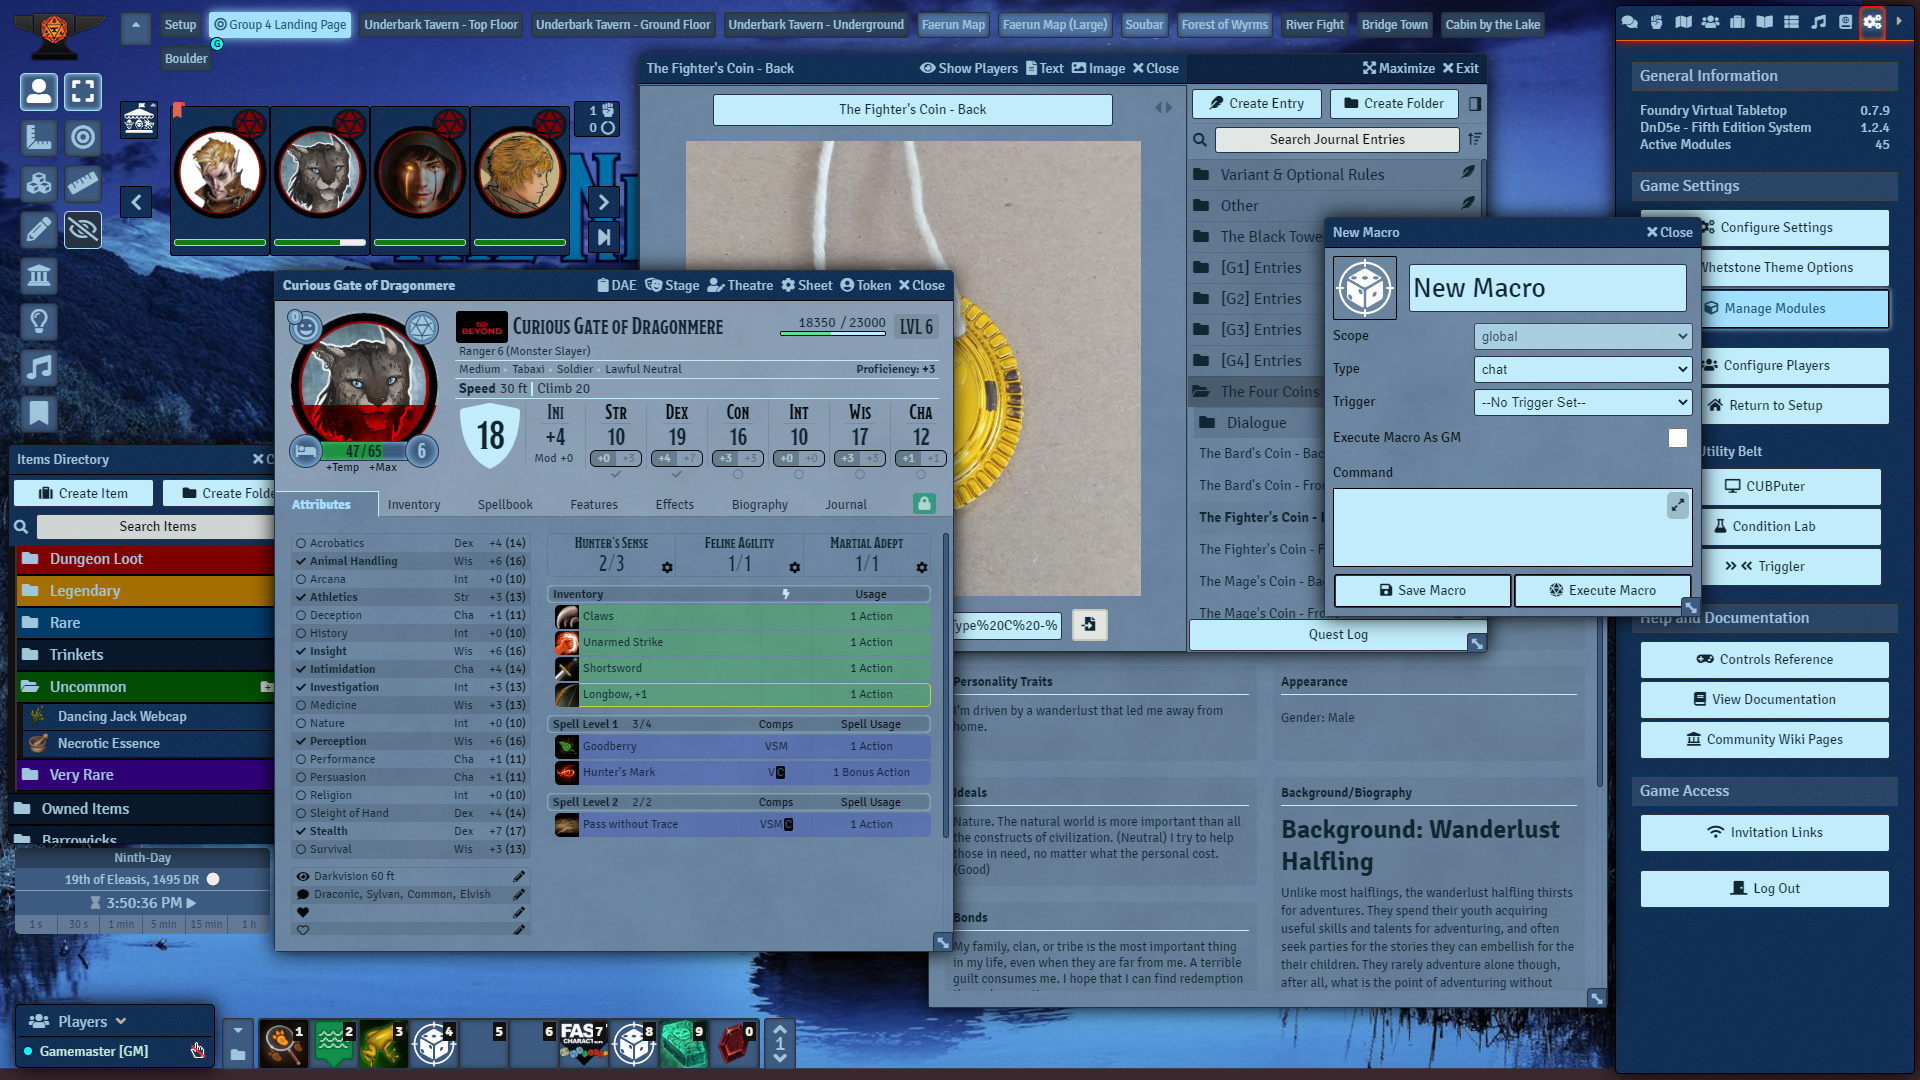 Setup
Group 4 Landing Page
Underbark Tavern - Top Floor
Underbark Tavern - Ground Floor
Underbark Tavern - Underground
Faerun Map
Faerun Map (Large)
Soubar
Forest of Wyrms
River Fight
Bridge Town
Cabin by the Lake
G
Boulder
1
0
The Fighter's Coin - Back
Show Players
Text
Image
Close
The Fighter's Coin - Back
Maximize
Exit
Create Entry
Create Folder
Search Journal Entries
Variant & Optional Rules
Other
The Black Towe
[G1] Entries
[G2] Entries
[G3] Entries
[G4] Entries
The Four Coins
Dialogue
The Bard's Coin - Bac
The Bard's Coin - Fro
The Fighter's Coin -
The Fighter's Coin - F
The Mage's Coin - Ba
The Mage's Coin - Fro
Type%20C%20-%
Quest Log
New Macro
Close
New Macro
Scope
global
Type
chat
Trigger
--No Trigger Set--
Execute Macro As GM
Command
Save Macro
Execute Macro
General Information
Foundry Virtual Tabletop 0.7.9
DnD5e - Fifth Edition System 1.2.4
Active Modules 45
Game Settings
Configure Settings
Whetstone Theme Options
Manage Modules
Configure Players
Return to Setup
Utility Belt
CUBPuter
Condition Lab
Triggler
Help and Documentation
Controls Reference
View Documentation
Community Wiki Pages
Game Access
Invitation Links
Log Out
Curious Gate of Dragonmere
DAE
Stage
Theatre
Sheet
Token
Close
BEYOND
Curious Gate of Dragonmere
18350 / 23000
LVL 6
Ranger 6 (Monster Slayer)
Medium Tabaxi Soldier Lawful Neutral
Proficiency: +3
Speed 30 ft Climb 20
0
47/65
6
+Temp +Max
18
Ini Str Dex Con Int Wis Cha
+4 10 19 16 10 17 12
Mod +0 +0 +3 +4 +7 +3 +3 +0 +0 +3 +3 +1 +1
Attributes
Inventory
Spellbook
Features
Effects
Biography
Journal
Acrobatics Dex +4 (14)
Animal Handling Wis +6 (16)
Arcana Int +0 (10)
Athletics Str +3 (13)
Deception Cha +1 (11)
History Int +0 (10)
Insight Wis +6 (16)
Intimidation Cha +4 (14)
Investigation Int +3 (13)
Medicine Wis +3 (13)
Nature Int +0 (10)
Perception Wis +6 (16)
Performance Cha +1 (11)
Persuasion Cha +1 (11)
Religion Int +0 (10)
Sleight of Hand Dex +4 (14)
Stealth Dex +7 (17)
Survival Wis +3 (13)
Darkvision 60 ft
Draconic, Sylvan, Common, Elvish
Hunter's Sense
2/3
Feline Agility
1/1
Martial Adept
1/1
Inventory Usage
Claws 1 Action
Unarmed Strike 1 Action
Shortsword 1 Action
Longbow, +1 1 Action
Spell Level 1 3/4 Comps Spell Usage
Goodberry VSM 1 Action
Hunter's Mark VC 1 Bonus Action
Spell Level 2 2/2 Comps Spell Usage
Pass without Trace VSMC 1 Action
Personality Traits
I'm driven by a wanderlust that led me away from
home.
Appearance
Gender: Male
Ideals
Nature. The natural world is more important than all
the constructs of civilization. (Neutral) I try to help
those in need, no matter what the personal cost.
(Good)
Bonds
My family, clan, or tribe is the most important thing
in my life, even when they are far from me. A terrible
guilt consumes me. I hope that I can find redemption
Background/Biography
Background: Wanderlust
Halfling
Unlike most halflings, the wanderlust halfling thirsts
for adventures. They spend their youth acquiring
useful skills and talents for adventuring, and often
seek parties for the stories they can embellish for the
their children. They rarely adventure alone though,
after all, what is the point of adventuring without
Items Directory
C
Create Item
Create Folde
Search Items
Dungeon Loot
Legendary
Rare
Trinkets
Uncommon
Dancing Jack Webcap
Necrotic Essence
Very Rare
Owned Items
Barrowicks
Ninth-Day
19th of Eleasis, 1495 DR
3:50:36 PM
1 s 30 s 1 min 5 min 15 min 1 h
Players
Gamemaster [GM]
1 2 3 4 5 6 7 8 9 0
FAST
CHARACTER
1